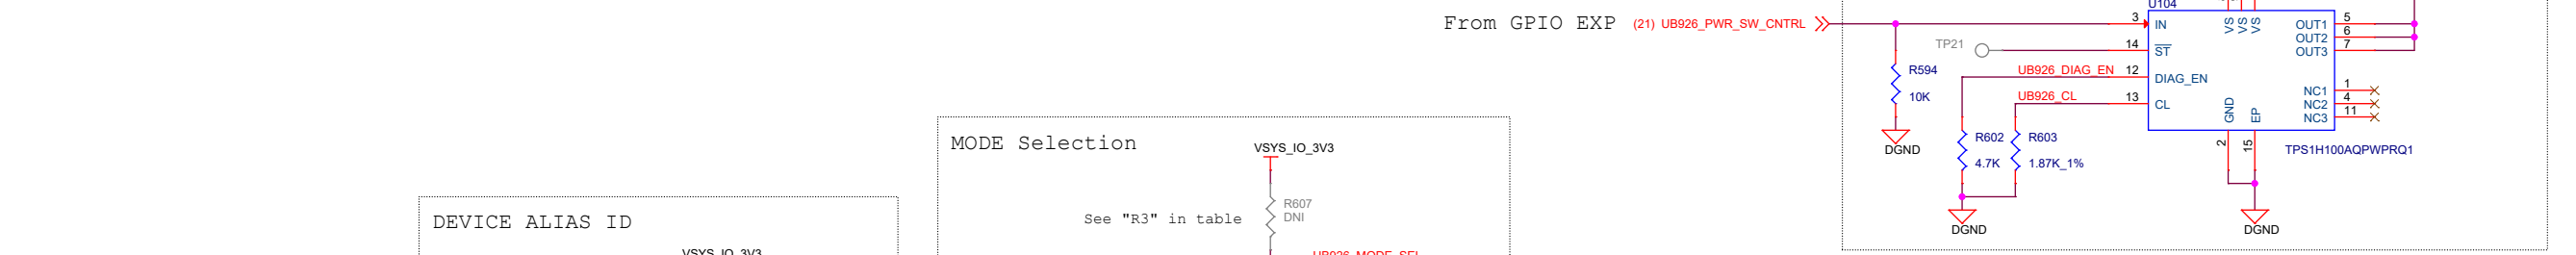 U104
From GPIO EXP (21) UB926_PWR_SW_CNTRL
3 IN
VS VS VS
OUT1 5
OUT2 6
OUT3 7
TP21
14 ST
R594
10K
UB926_DIAG_EN 12 DIAG_EN
UB926_CL 13 CL
NC1 1
NC2 4
NC3 11
GND EP
2 15
TPS1H100AQPWPRQ1
DGND
R602
4.7K
R603
1.87K_1%
DGND
DGND
MODE Selection
VSYS_IO_3V3
R607
DNI
See "R3" in table
UB926_MODE_SEL
DEVICE ALIAS ID
VSYS_IO_3V3